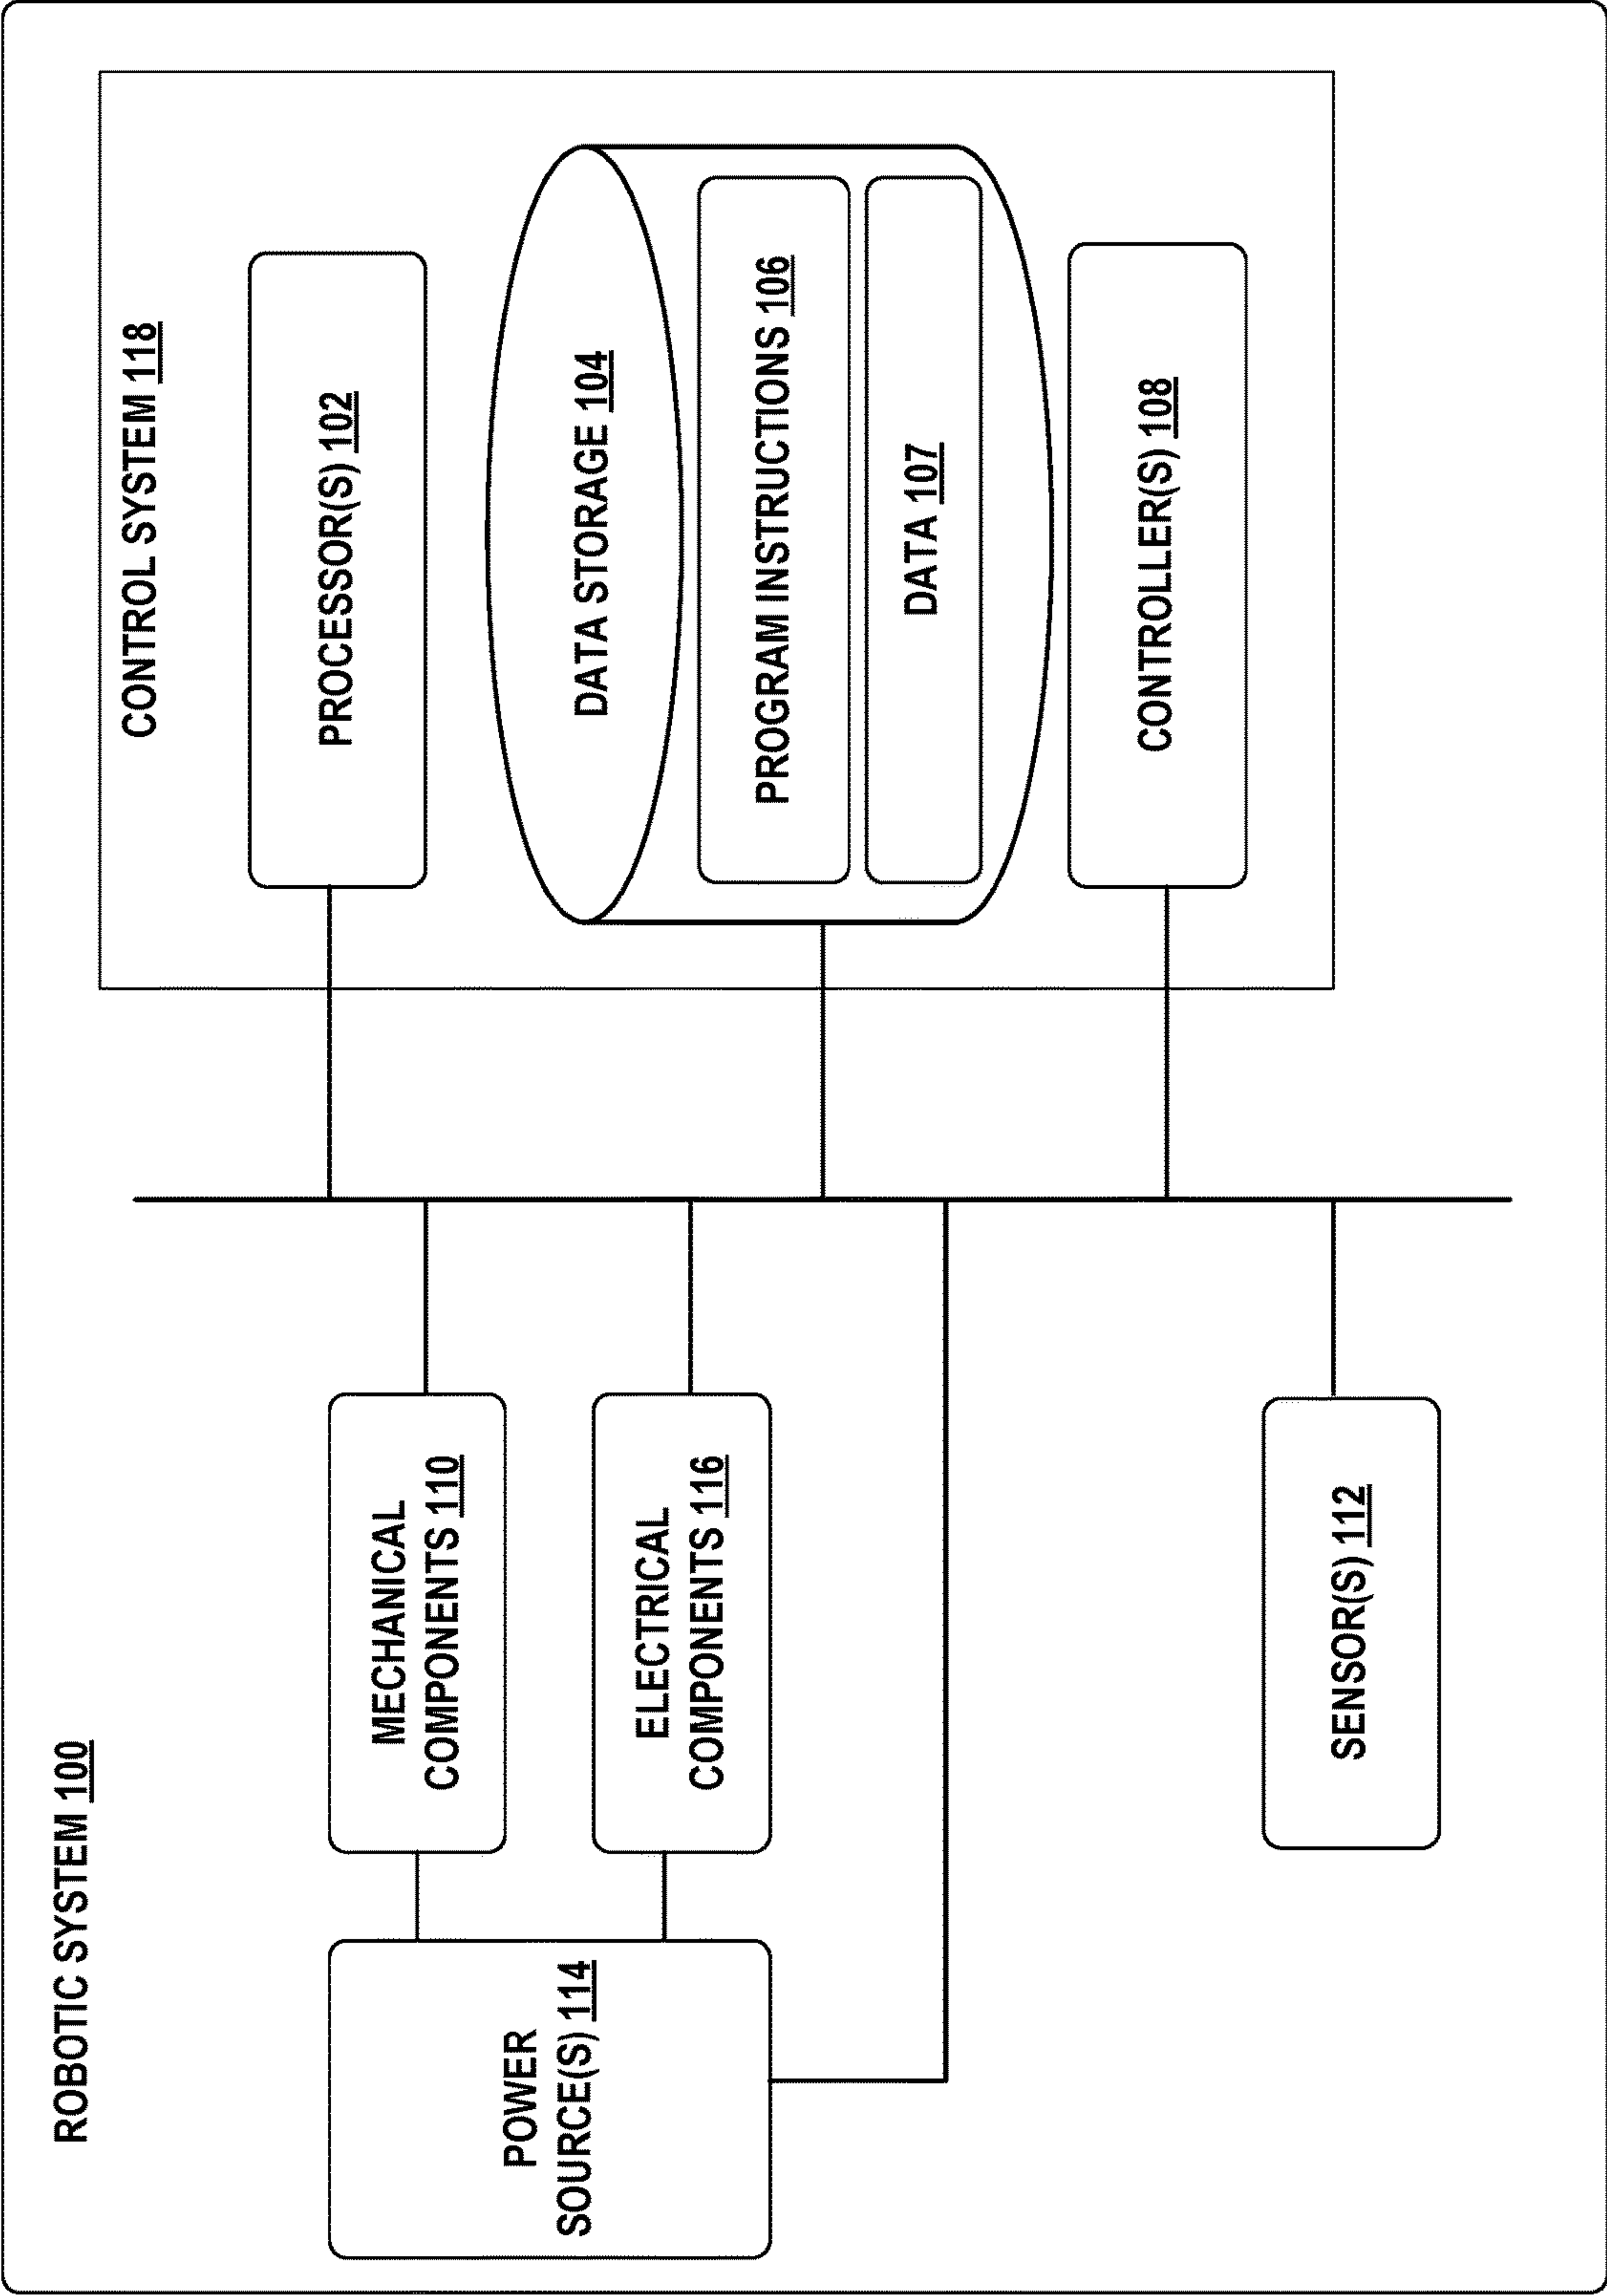 ROBOTIC SYSTEM 100
CONTROL SYSTEM 118
PROCESSOR(S) 102
DATA STORAGE 104
PROGRAM INSTRUCTIONS 106
DATA 107
CONTROLLER(S) 108
MECHANICAL
COMPONENTS 110
ELECTRICAL
COMPONENTS 116
POWER
SOURCE(S) 114
SENSOR(S) 112